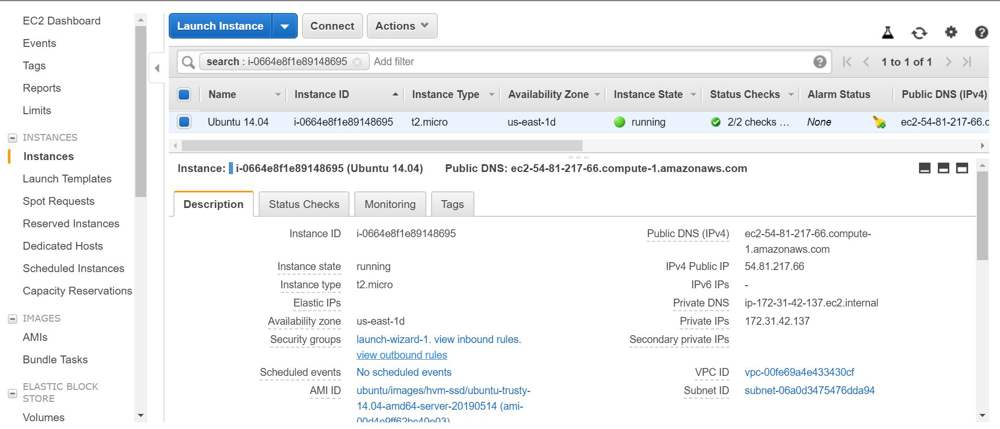 EC2 Dashboard
Events
Tags
Reports
Limits
INSTANCES
Instances
Launch Templates
Spot Requests
Reserved Instances
Dedicated Hosts
Scheduled Instances
Capacity Reservations
IMAGES
AMIs
Bundle Tasks
ELASTIC BLOCK
STORE
Volumes
Launch Instance Connect Actions
search : i-0664e8f1e89148695 Add filter 1 to 1 of 1
Name Instance ID Instance Type Availability Zone Instance State Status Checks Alarm Status Public DNS (IPv4)
Ubuntu 14.04 i-0664e8f1e89148695 t2.micro us-east-1d running 2/2 checks ... None ec2-54-81-217-66.c
Instance: i-0664e8f1e89148695 (Ubuntu 14.04) Public DNS: ec2-54-81-217-66.compute-1.amazonaws.com
Description Status Checks Monitoring Tags
Instance ID i-0664e8f1e89148695
Instance state running
Instance type t2.micro
Elastic IPs
Availability zone us-east-1d
Security groups launch-wizard-1. view inbound rules.
view outbound rules
Scheduled events No scheduled events
AMI ID ubuntu/images/hvm-ssd/ubuntu-trusty-
14.04-amd64-server-20190514 (ami-
00d4e9ff62bc40e03)
Public DNS (IPv4) ec2-54-81-217-66.compute-
1.amazonaws.com
IPv4 Public IP 54.81.217.66
IPv6 IPs -
Private DNS ip-172-31-42-137.ec2.internal
Private IPs 172.31.42.137
Secondary private IPs
VPC ID vpc-00fe69a4e433430cf
Subnet ID subnet-06a0d3475476dda94